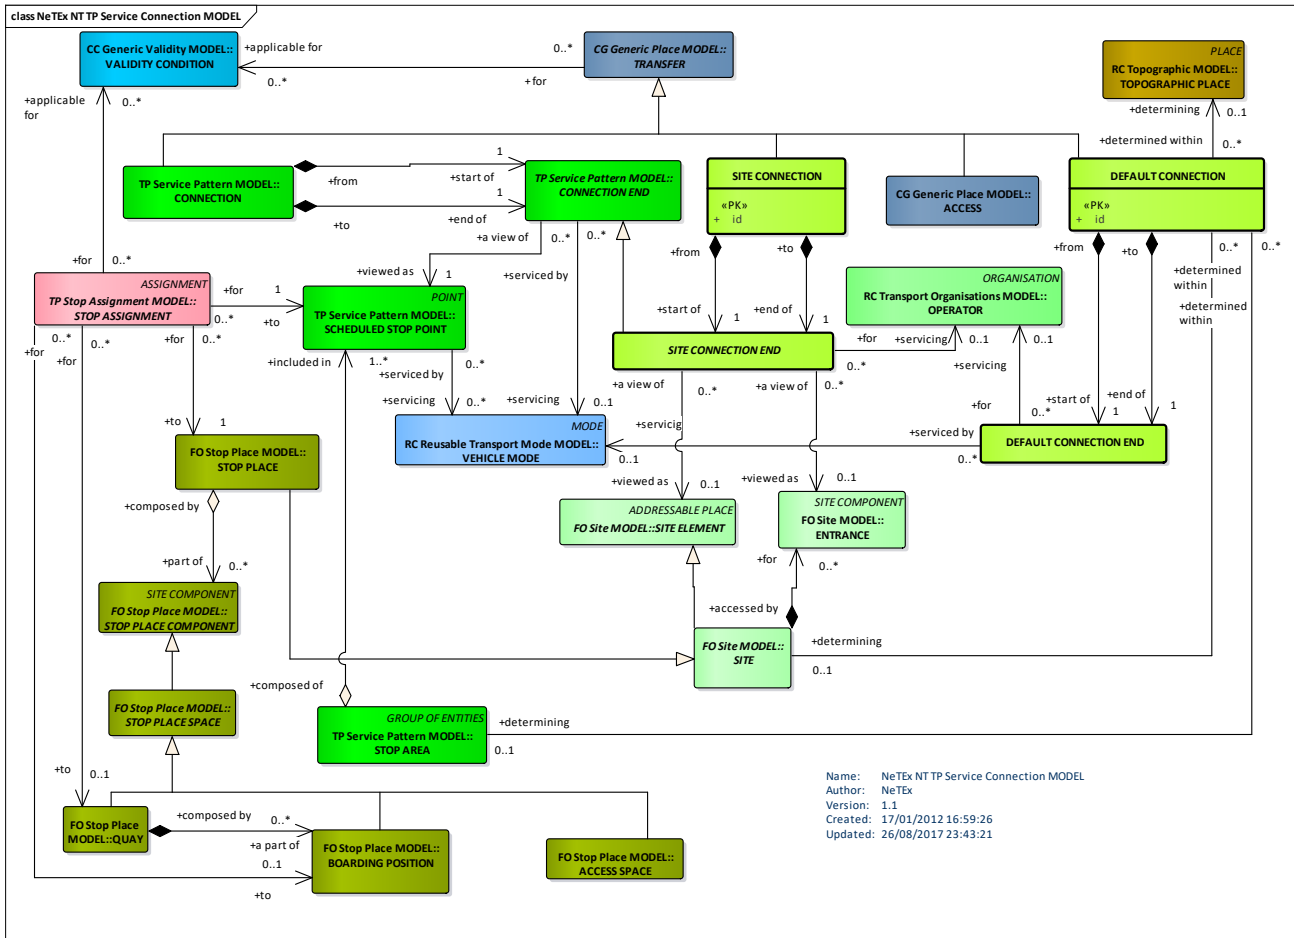 class NeTEx NT TP Service Connection MODEL
CC Generic Validity MODEL::
VALIDITY CONDITION
+applicable for
0..*
0..*
+for
CG Generic Place MODEL::
TRANSFER
PLACE
RC Topographic MODEL::
TOPOGRAPHIC PLACE
+applicable
for
0..*
+determining
0..1
+determined within
0..*
TP Service Pattern MODEL::
CONNECTION
+from
1
+start of
1
+to
+end of
TP Service Pattern MODEL::
CONNECTION END
SITE CONNECTION
«PK»
+ id
CG Generic Place MODEL::
ACCESS
DEFAULT CONNECTION
«PK»
+ id
+a view of
0..*
0..*
+viewed as
1
+serviced by
+from
+to
+from
+to
0..*
0..*
+determined
within
+determined
within
+for
0..*
ASSIGNMENT
TP Stop Assignment MODEL::
STOP ASSIGNMENT
+for
1
0..*
+to
POINT
TP Service Pattern MODEL::
SCHEDULED STOP POINT
ORGANISATION
RC Transport Organisations MODEL::
OPERATOR
+start of
1
+end of
1
0..*
+for
0..*
+for
+for
0..*
+included in
1..*
0..*
+serviced by
SITE CONNECTION END
+for
+servicing
0..1
0..1
0..*
+servicing
+a view of
0..*
+a view of
0..*
+to
1
+servicing
0..*
+servicing
0..1
+servicig
0..1
+for
0..*
+start of
1
+end of
1
MODE
RC Reusable Transport Mode MODEL::
VEHICLE MODE
+serviced by
0..*
DEFAULT CONNECTION END
FO Stop Place MODEL::
STOP PLACE
+composed by
+part of
0..*
+viewed as
0..1
+viewed as
0..1
ADDRESSABLE PLACE
FO Site MODEL::SITE ELEMENT
SITE COMPONENT
FO Site MODEL::
ENTRANCE
+for
0..*
SITE COMPONENT
FO Stop Place MODEL::
STOP PLACE COMPONENT
+accessed by
FO Site MODEL::
SITE
+determining
0..1
FO Stop Place MODEL::
STOP PLACE SPACE
+composed of
GROUP OF ENTITIES
TP Service Pattern MODEL::
STOP AREA
+determining
0..1
+to
0..1
FO Stop Place
MODEL::QUAY
+composed by
0..*
+a part of
0..1
+to
FO Stop Place MODEL::
BOARDING POSITION
FO Stop Place MODEL::
ACCESS SPACE
Name: NeTEx NT TP Service Connection MODEL
Author: NeTEx
Version: 1.1
Created: 17/01/2012 16:59:26
Updated: 26/08/2017 23:43:21